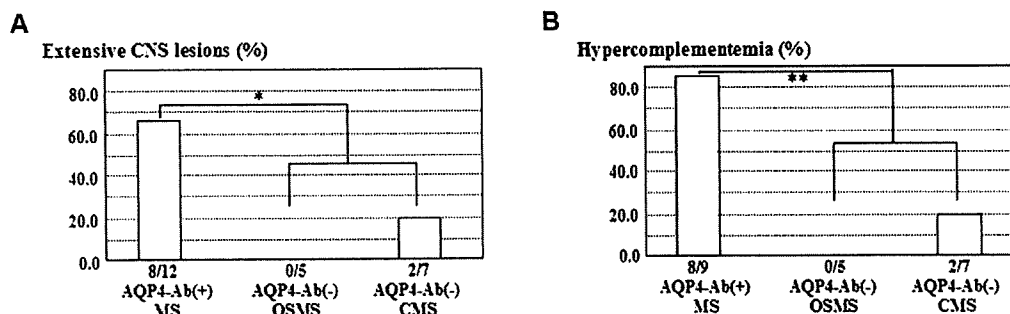 A
Extensive CNS lesions (%)
80.0
60.0
40.0
20.0
0.0
*
8/12
AQP4-Ab(+)
MS
0/5
AQP4-Ab(-)
OSMS
2/7
AQP4-Ab(-)
CMS
B
Hypercomplementemia (%)
80.0
60.0
40.0
20.0
0.0
**
8/9
AQP4-Ab(+)
MS
0/5
AQP4-Ab(-)
OSMS
2/7
AQP4-Ab(-)
CMS